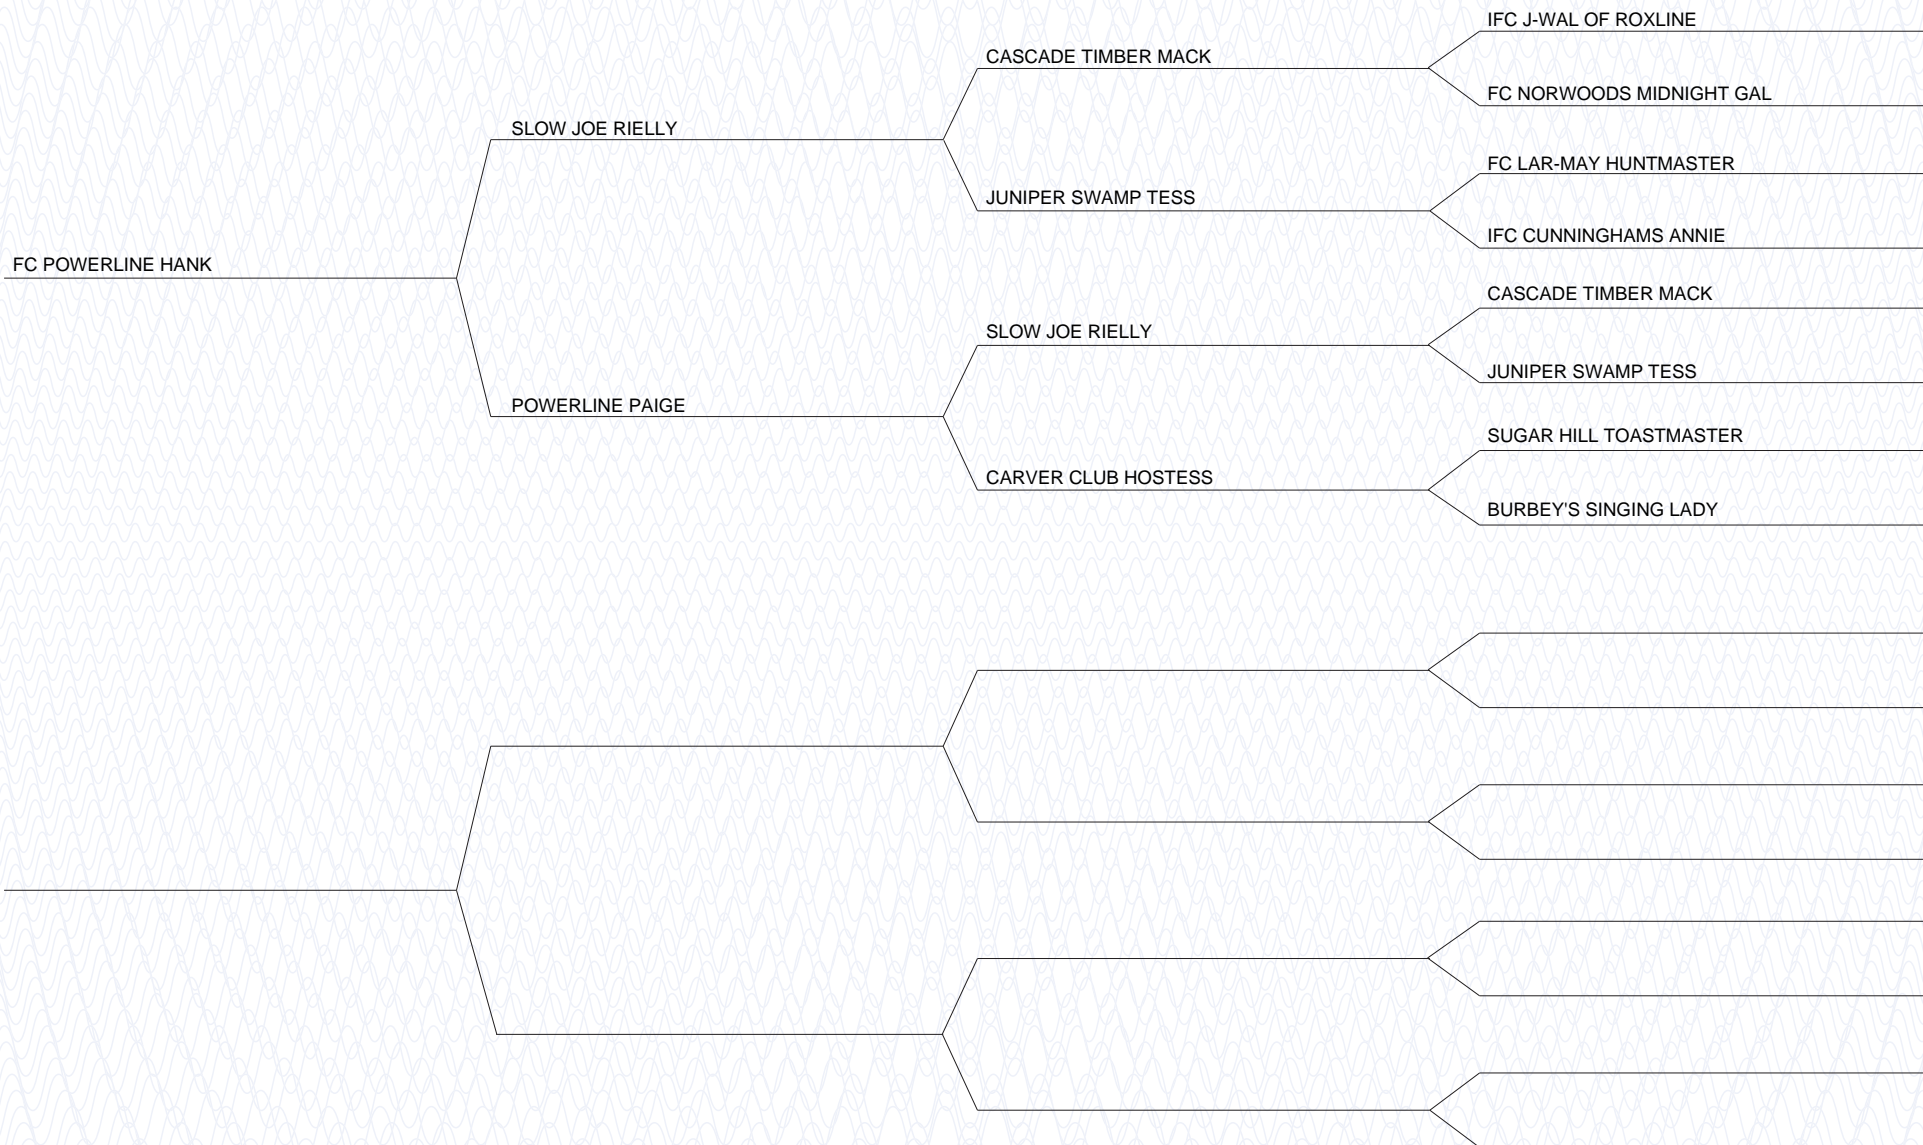 IFC J-WAL OF ROXLINE
CASCADE TIMBER MACK
FC NORWOODS MIDNIGHT GAL
SLOW JOE RIELLY
FC LAR-MAY HUNTMASTER
JUNIPER SWAMP TESS
IFC CUNNINGHAMS ANNIE
FC POWERLINE HANK
CASCADE TIMBER MACK
SLOW JOE RIELLY
JUNIPER SWAMP TESS
POWERLINE PAIGE
SUGAR HILL TOASTMASTER
CARVER CLUB HOSTESS
BURBEY'S SINGING LADY